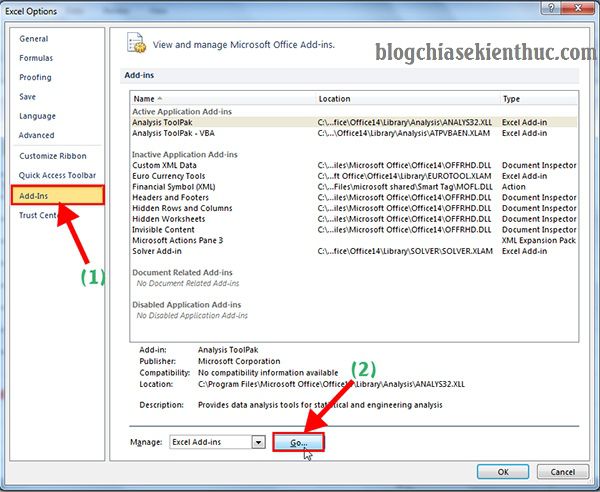 Excel Options
General
Formulas
Proofing
Save
Language
Advanced
Customize Ribbon
Quick Access Toolbar
Add-Ins
Trust Cent
(1)
View and manage Microsoft Office Add-ins.
blogchiasekienthuc.com
Add-ins
Name Location Type
Active Application Add-ins
Analysis ToolPak C:\...fice\Office14\Library\Analysis\ANALYS32.XLL Excel Add-in
Analysis ToolPak - VBA C:\...ffice\Office14\Library\Analysis\ATPVBAEN.XLAM Excel Add-in
Inactive Application Add-ins
Custom XML Data C:\...iles\Microsoft Office\Office14\OFFRHD.DLL Document Inspector
Euro Currency Tools C:\...ft Office\Office14\Library\EUROTOOL.XLAM Excel Add-in
Financial Symbol (XML) C:\...Files\microsoft shared\Smart Tag\MOFL.DLL Action
Headers and Footers C:\...iles\Microsoft Office\Office14\OFFRHD.DLL Document Inspector
Hidden Rows and Columns C:\...iles\Microsoft Office\Office14\OFFRHD.DLL Document Inspector
Hidden Worksheets C:\...iles\Microsoft Office\Office14\OFFRHD.DLL Document Inspector
Invisible Content C:\...iles\Microsoft Office\Office14\OFFRHD.DLL Document Inspector
Microsoft Actions Pane 3 XML Expansion Pack
Solver Add-in C:\...fice\Office14\Library\SOLVER\SOLVER.XLAM Excel Add-in
Document Related Add-ins
No Document Related Add-ins
Disabled Application Add-ins
No Disabled Application Add-ins
Add-in: Analysis ToolPak
Publisher: Microsoft Corporation
Compatibility: No compatibility information available
Location: C:\Program Files\Microsoft Office\Office14\Library\Analysis\ANALYS32.XLL
(2)
Description: Provides data analysis tools for statistical and engineering analysis
Manage: Excel Add-ins Go...
OK Cancel